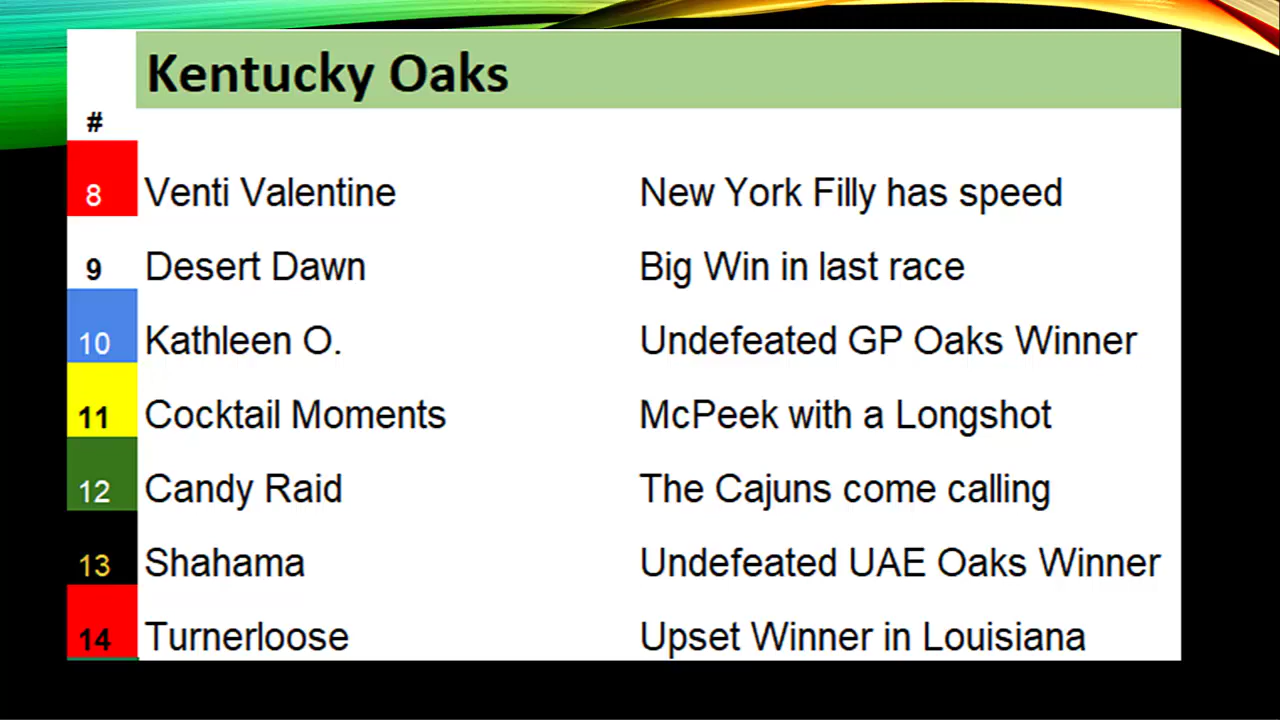 Kentucky Oaks
#
8 Venti Valentine New York Filly has speed
9 Desert Dawn Big Win in last race
10 Kathleen O. Undefeated GP Oaks Winner
11 Cocktail Moments McPeek with a Longshot
12 Candy Raid The Cajuns come calling
13 Shahama Undefeated UAE Oaks Winner
14 Turnerloose Upset Winner in Louisiana